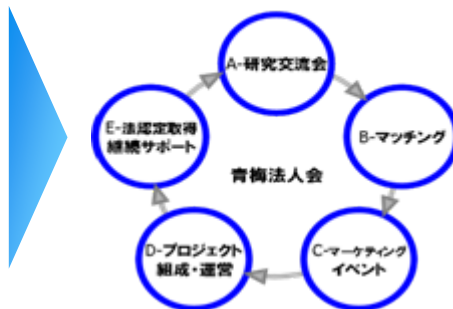 A-研究交流会
B-マッチング
C-マーケティング
イベント
D-プロジェクト
組成・運営
E-法認定取得
継続サポート
青梅法人会